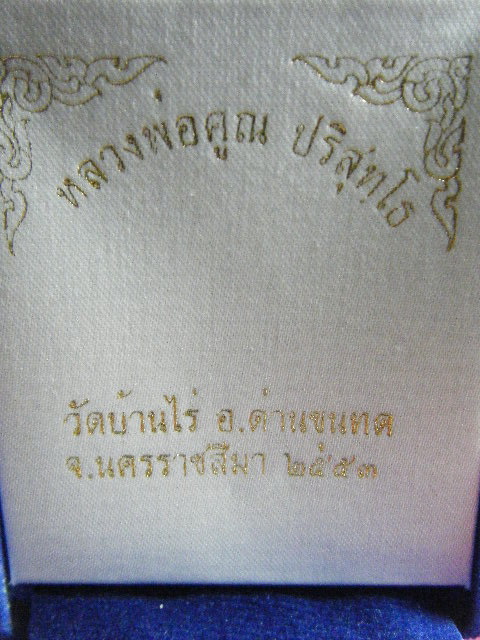 หลวงพ่อคูณ ปริสุทฺโธ
วัดบ้านไร่ อ.ด่านขุนทด
จ.นครราชสีมา ๒๕๕๓